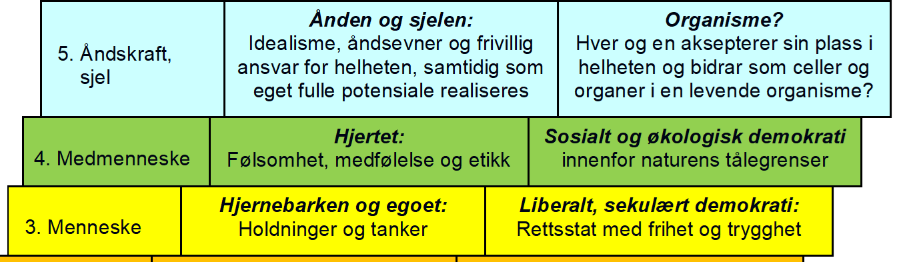 5. Åndskraft,
sjel
Ånden og sjelen:
Idealisme, åndsevner og frivillig
ansvar for helheten, samtidig som
eget fulle potensiale realiseres
Organisme?
Hver og en aksepterer sin plass i
helheten og bidrar som celler og
organer i en levende organisme?
4. Medmenneske
Hjertet:
Følsomhet, medfølelse og etikk
Sosialt og økologisk demokrati
innenfor naturens tålegrenser
3. Menneske
Hjernebarken og egoet:
Holdninger og tanker
Liberalt, sekulært demokrati:
Rettsstat med frihet og trygghet